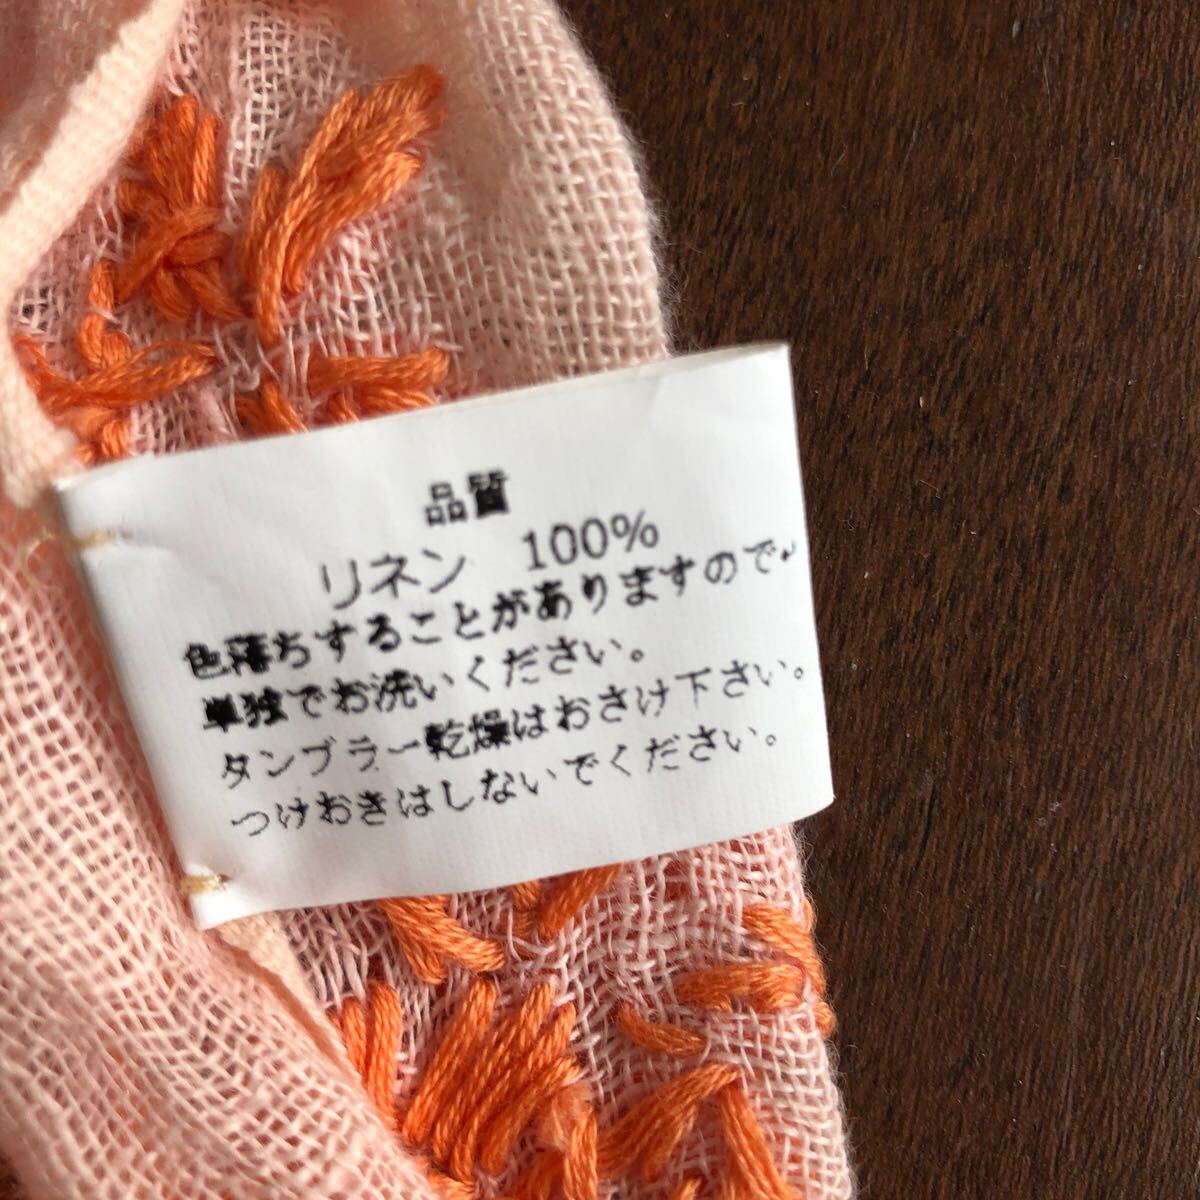 品質
リネン　100%
色落ちすることがありますので、
単独でお洗いください。
タンブラー乾燥はおさけ下さい。
つけおきはしないでください。